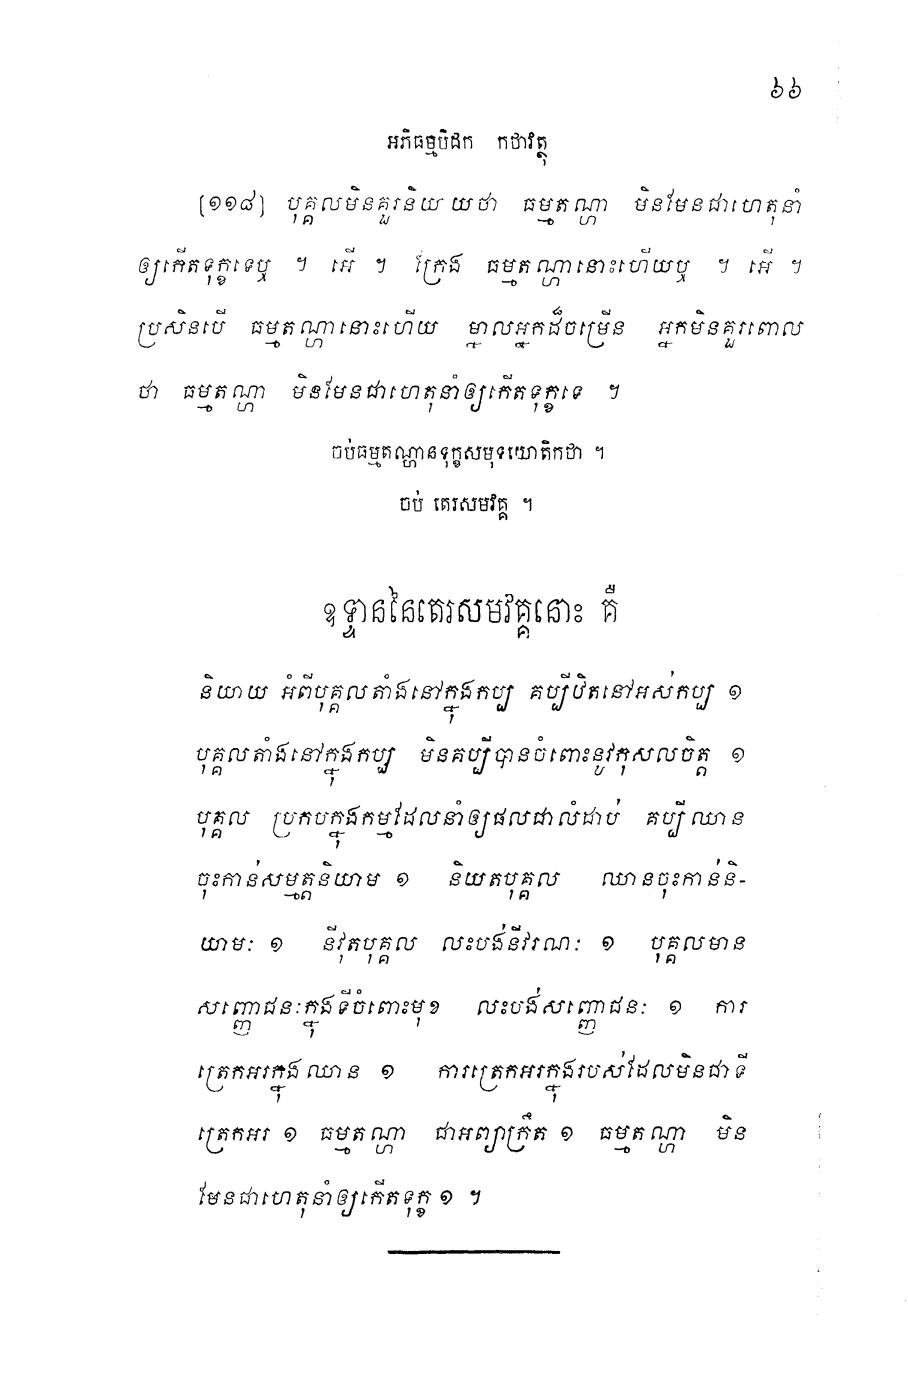 ៦៦
អភិធម្មបិដក កថាវត្ថុ
[១១៨] បុគ្គលមិនគួរនិយយថា ធម្មតណ្ហា មិនមែនជាហេតុនាំ
ឲ្យកើតទុក្ខទេឬ ។ អើ ។ ក្រែង ធម្មតណ្ហានោះហើយឬ ។ អើ ។
ប្រសិនបើ ធម្មតណ្ហានោះហើយ ម្នាលអ្នកដ៏ចម្រើន អ្នកមិនគួរពោល
ថា ធម្មតណ្ហា មិនមែនជាហេតុនាំឲ្យកើតទុក្ខទេ ។
ចប់ធម្មតណ្ហានទុក្ខសមុទយោតិកថា ។
ចប់ តេរសមវគ្គ ។
ឧទ្ទាននៃតេរសមវគ្គនោះ គឺ
និយាយ អំពីបុគ្គលតាំងនៅក្នុងកប្ប គប្បីឋិតនៅអស់កប្ប ១
បុគ្គលតាំងនៅក្នុងកប្ប មិនគប្បីបានចំពោះនូវកុសលចិត្ត ១
បុគ្គល ប្រកបក្នុងកម្មដែលនាំឲ្យផលជាលំដាប់ គប្បីឈាន
ចុះកាន់សម្មត្តនិយាម ១ និយតបុគ្គល ឈានចុះកាន់និ-
យាមៈ ១ នីវុតបុគ្គល លះបង់នីវរណៈ ១ បុគ្គលមាន
សញ្ញោជនៈក្នុងទីចំពោះមុខ លះបង់សញ្ញោជនៈ ១ ការ
ត្រេកអរក្នុងឈាន ១ ការត្រេកអរក្នុងរបស់ដែលមិនជាទី
ត្រេកអរ ១ ធម្មតណ្ហា ជាអព្យាក្រឹត ១ ធម្មតណ្ហា មិន
មែនជាហេតុនាំឲ្យកើតទុក្ខ ១ ។